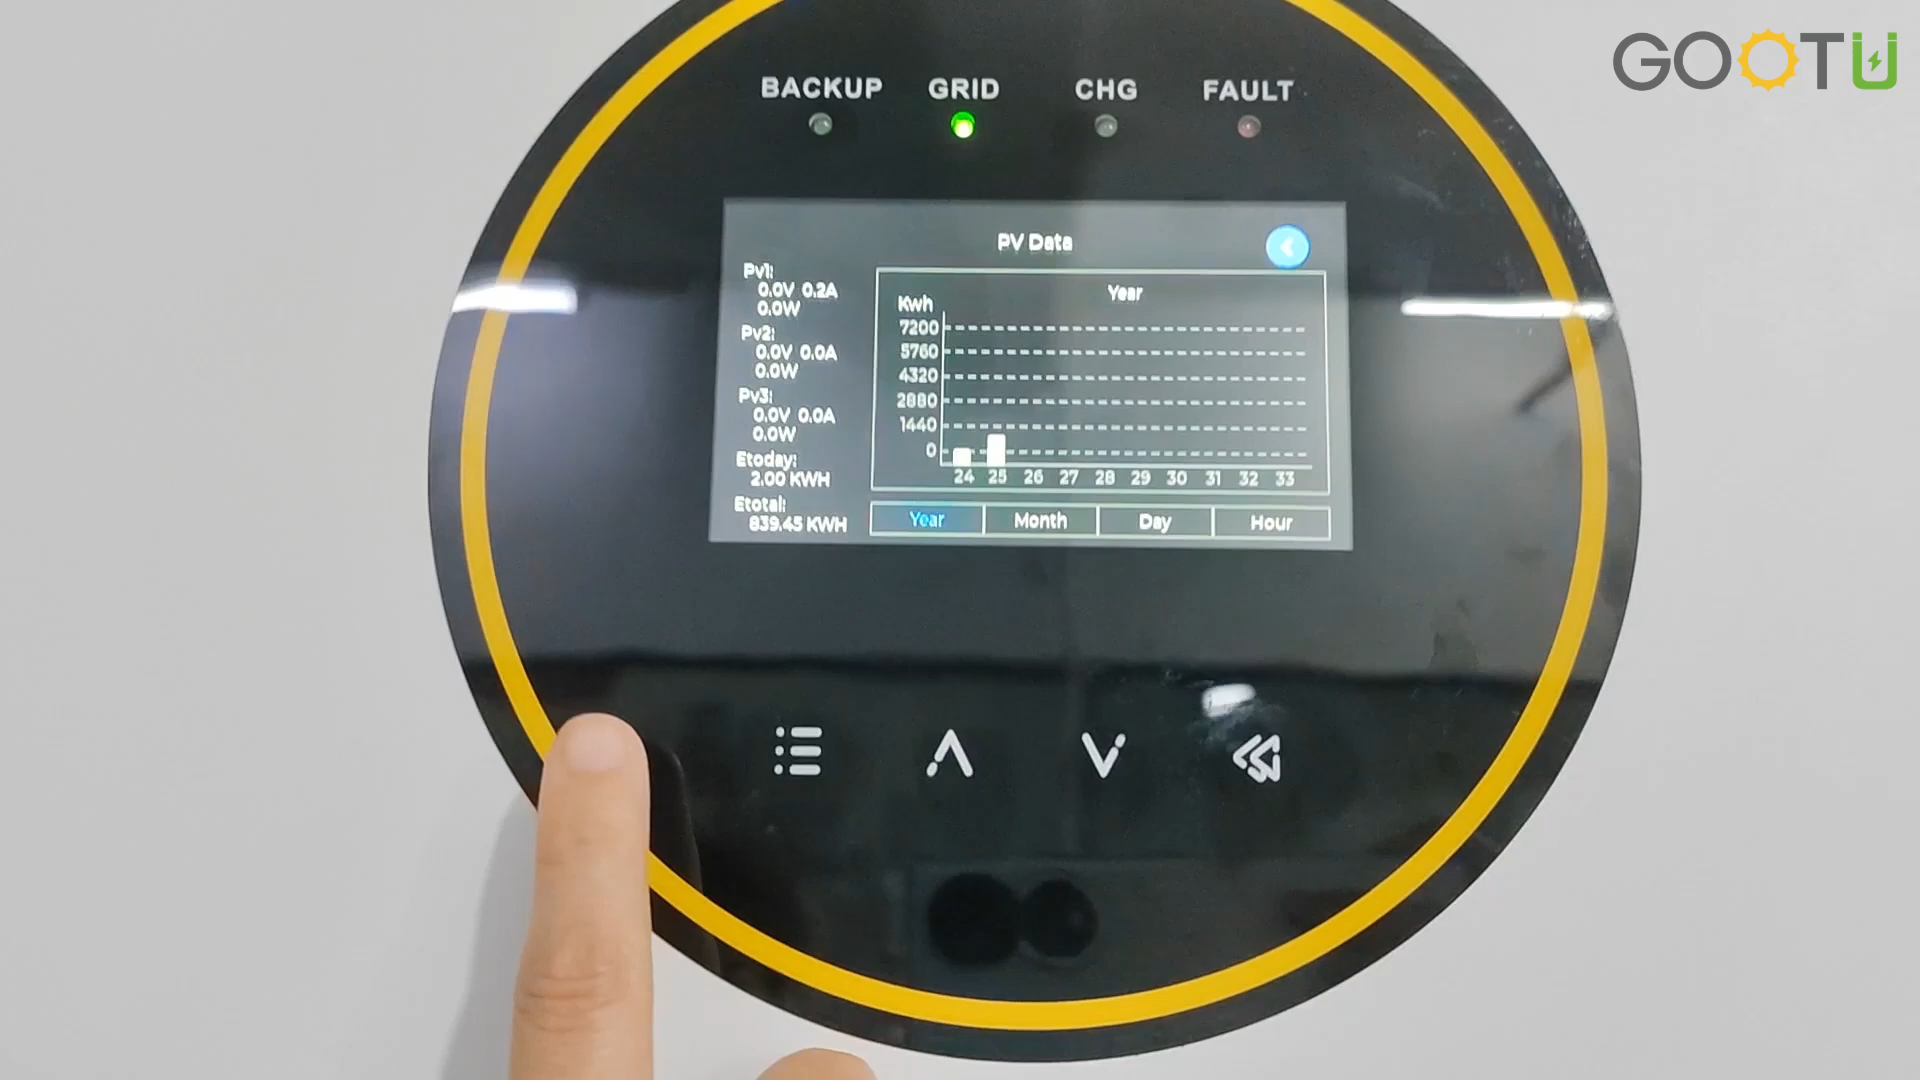 GOOTU
BACKUP GRID CHG FAULT
PV Data
Pv1:
0.0V 0.2A
0.0W
Pv2:
0.0V 0.0A
0.0W
Pv3:
0.0V 0.0A
0.0W
Etoday:
2.00 KWH
Etotal:
839.45 KWH
Year
Kwh
7200
5760
4320
2880
1440
0
24 25 26 27 28 29 30 31 32 33
Year Month Day Hour